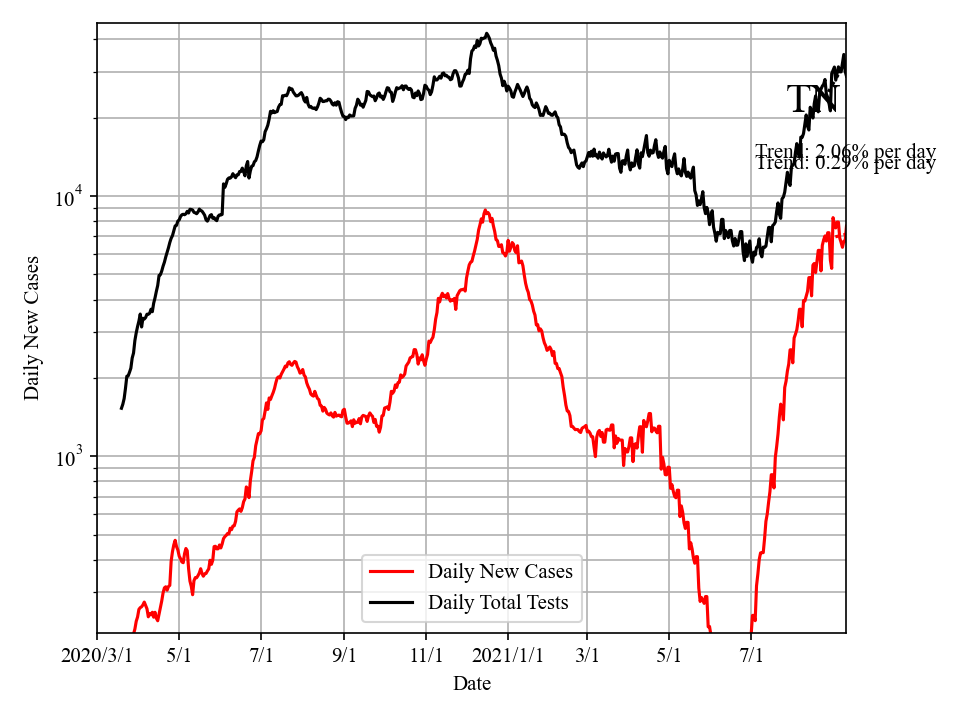 TN
Trend: 2.06% per day
Trend: 0.29% per day
10^4
10^3
Daily New Cases
Daily New Cases
Daily Total Tests
2020/3/1 5/1 7/1 9/1 11/1 2021/1/1 3/1 5/1 7/1
Date